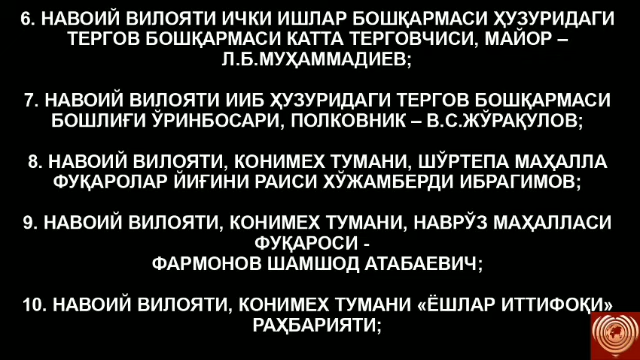 6. НАВОИЙ ВИЛОЯТИ ИЧКИ ИШЛАР БОШҚАРМАСИ ҲУЗУРИДАГИ
ТЕРГОВ БОШҚАРМАСИ КАТТА ТЕРГОВЧИСИ, МАЙОР –
Л.Б.МУҲАММАДИЕВ;
7. НАВОИЙ ВИЛОЯТИ ИИБ ҲУЗУРИДАГИ ТЕРГОВ БОШҚАРМАСИ
БОШЛИҒИ ЎРИНБОСАРИ, ПОЛКОВНИК – В.С.ЖЎРАҚУЛОВ;
8. НАВОИЙ ВИЛОЯТИ, КОНИМЕХ ТУМАНИ, ШЎРТЕПА МАҲАЛЛА
ФУҚАРОЛАР ЙИҒИНИ РАИСИ ХЎЖАМБЕРДИ ИБРАГИМОВ;
9. НАВОИЙ ВИЛОЯТИ, КОНИМЕХ ТУМАНИ, НАВРЎЗ МАҲАЛЛАСИ
ФУҚАРОСИ -
ФАРМОНОВ ШАМШОД АТАБАЕВИЧ;
10. НАВОИЙ ВИЛОЯТИ, КОНИМЕХ ТУМАНИ «ЁШЛАР ИТТИФОҚИ»
РАҲБАРИЯТИ;